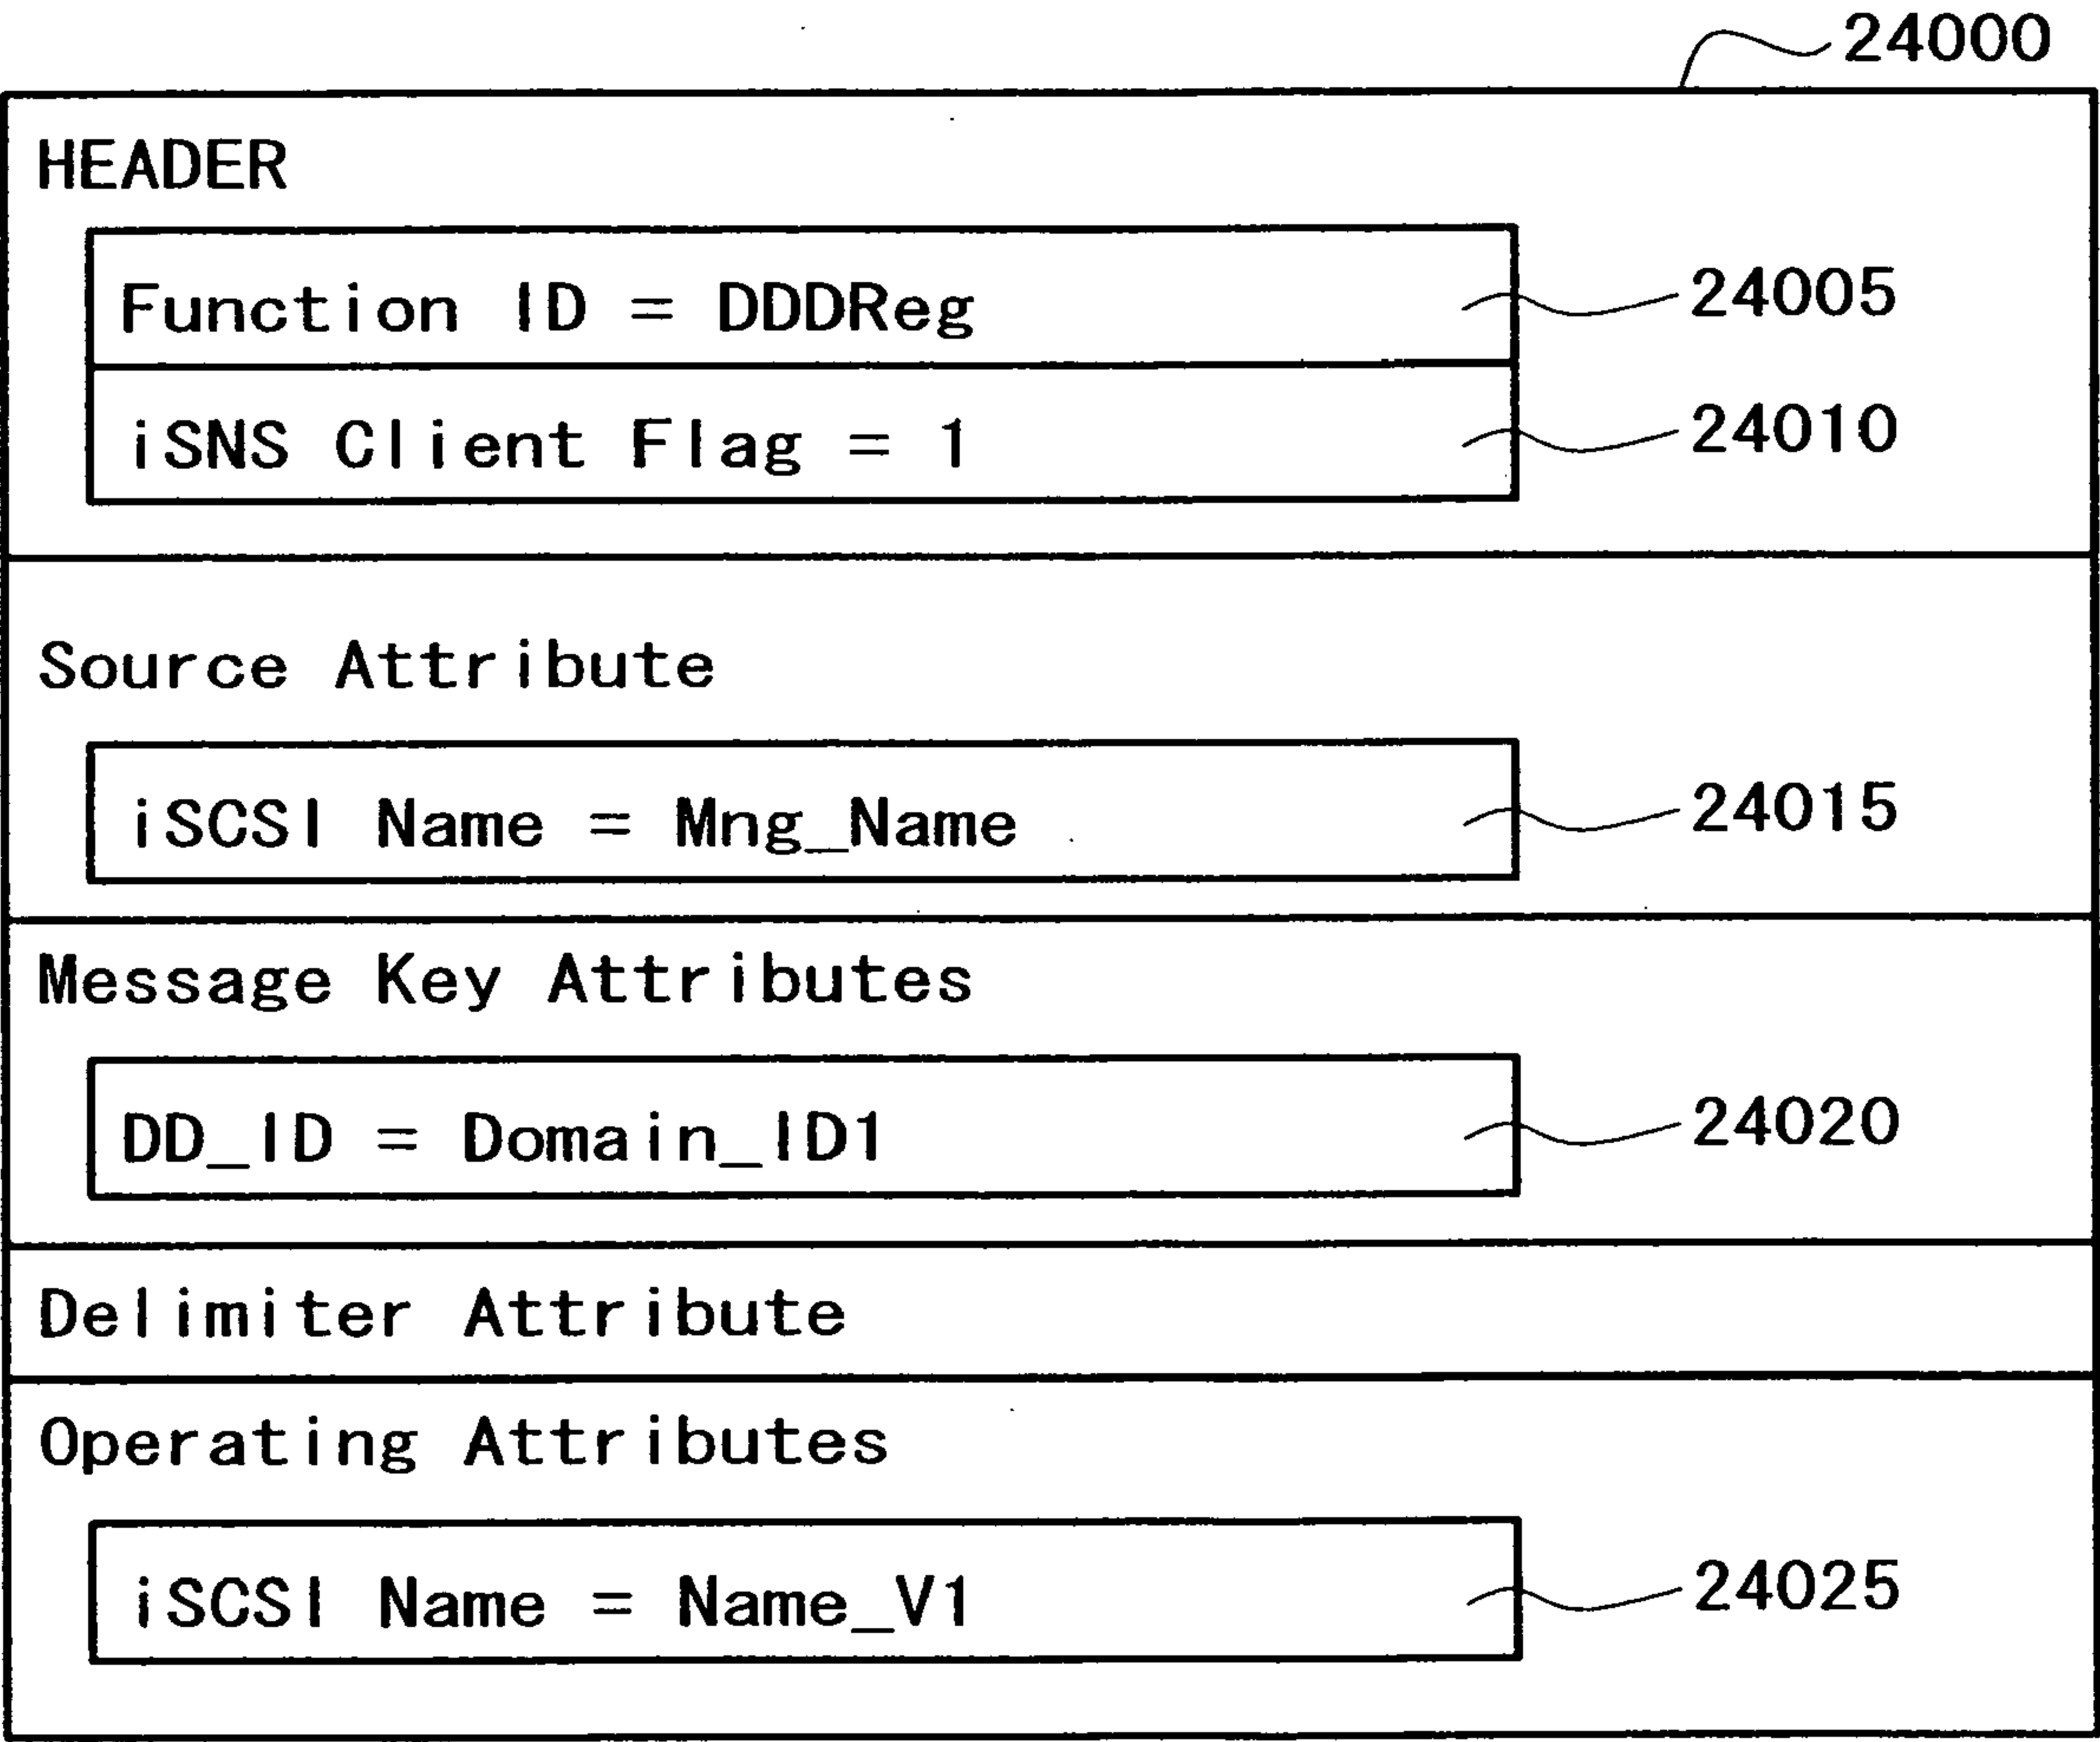 24000
HEADER
Function ID = DDDReg
24005
iSNS Client Flag = 1
24010
Source Attribute
iSCSI Name = Mng_Name
24015
Message Key Attributes
DD_ID = Domain_ID1
24020
Delimiter Attribute
Operating Attributes
iSCSI Name = Name_V1
24025